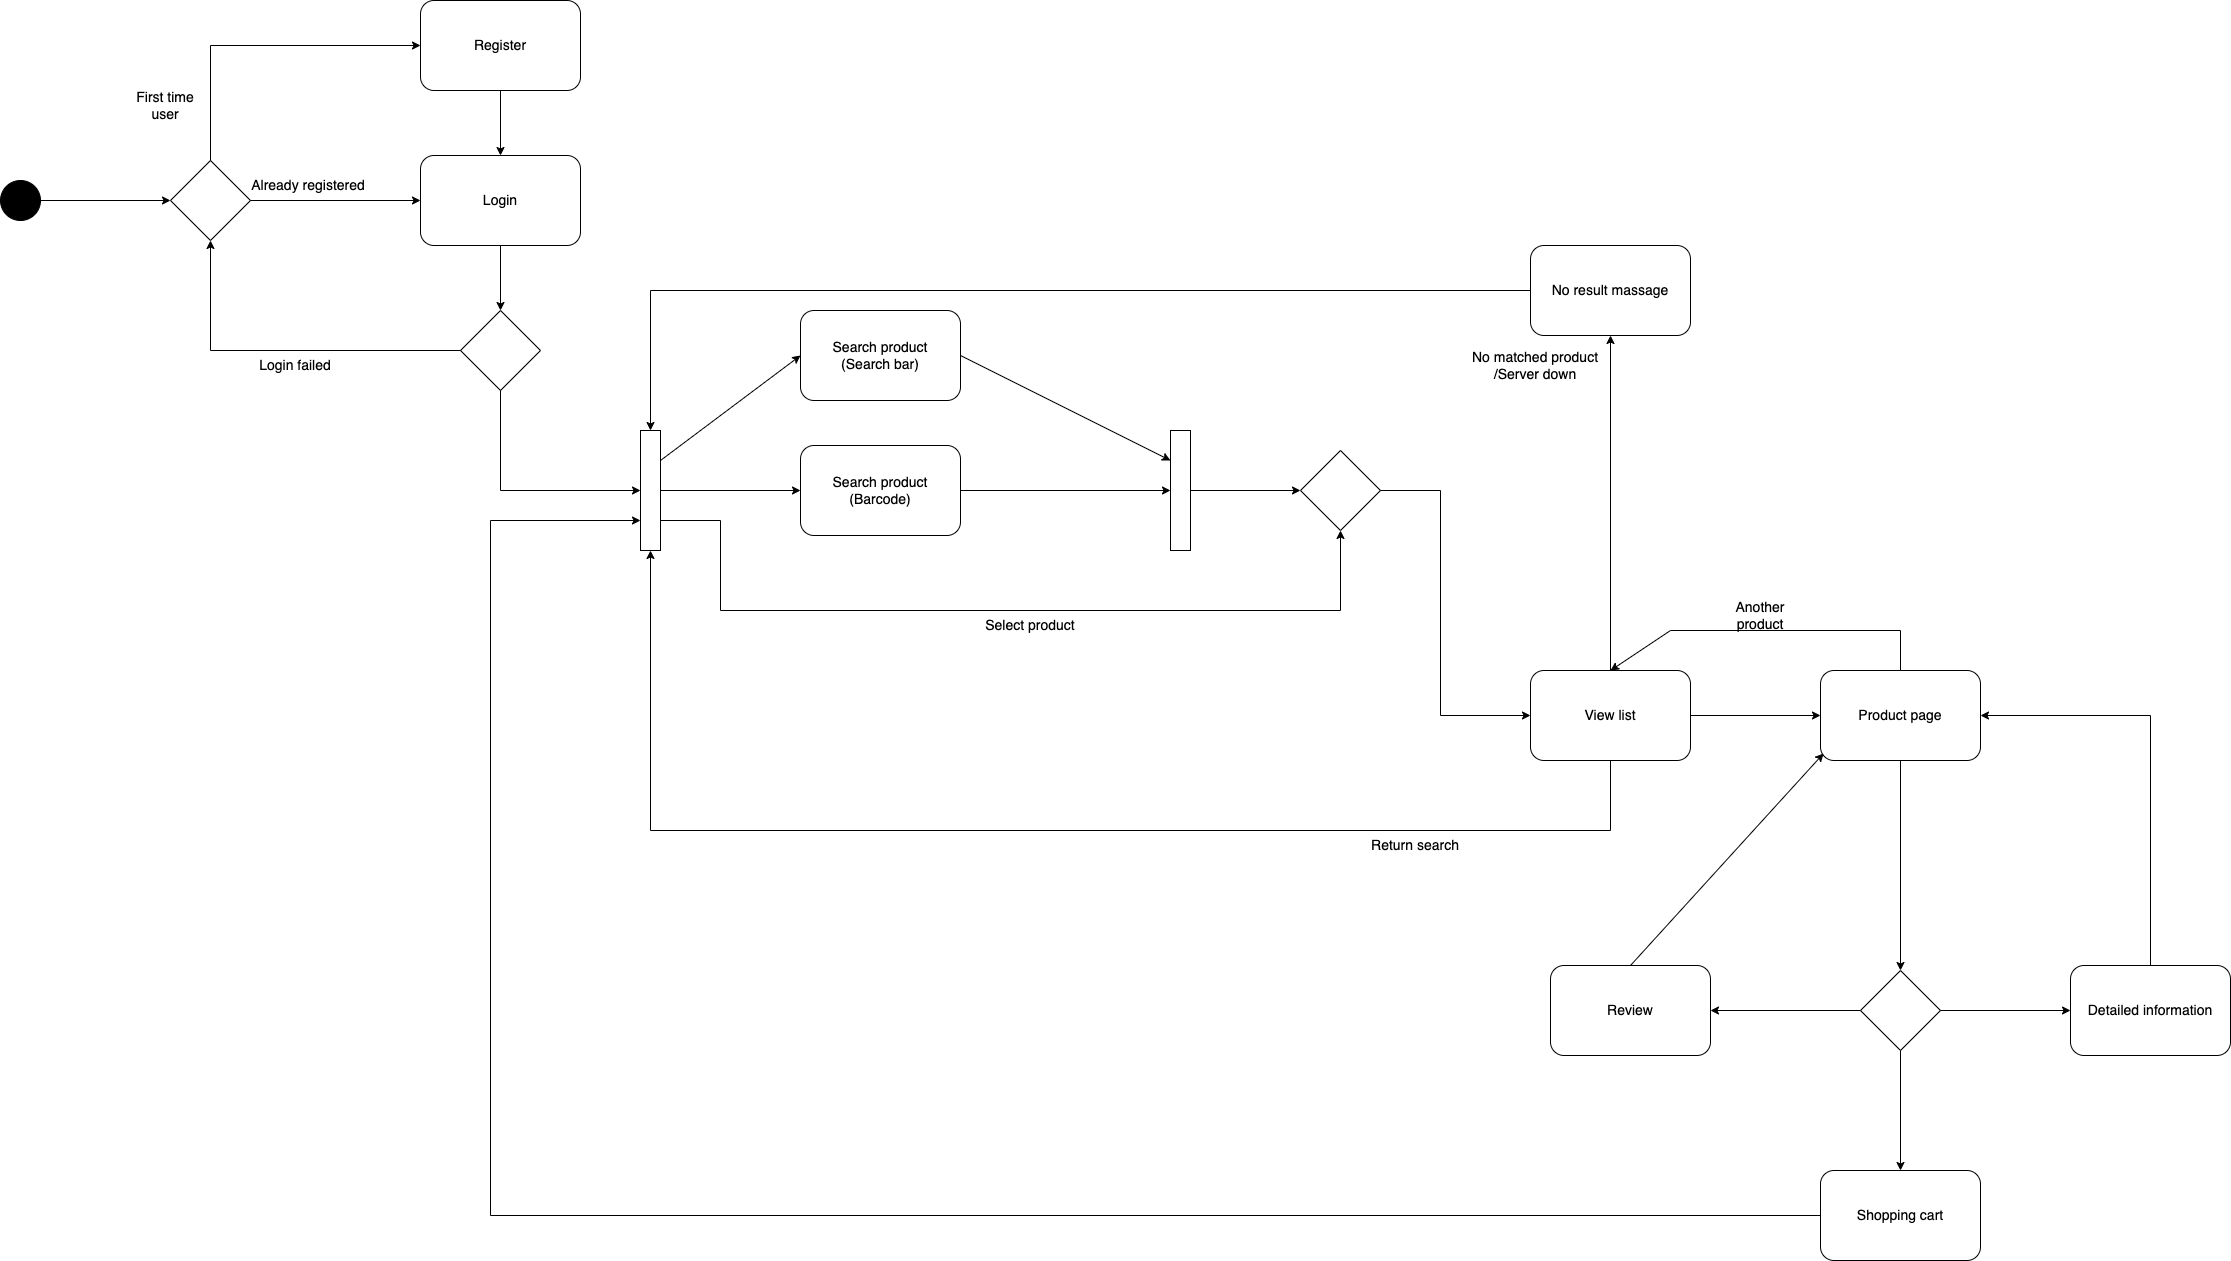 Register
First time
user
Already registered
Login
No result massage
Search product
(Search bar)
No matched product
/Server down
Login failed
Search product
(Barcode)
Another
product
Select product
View list
Product page
Return search
Review
Detailed information
Shopping cart